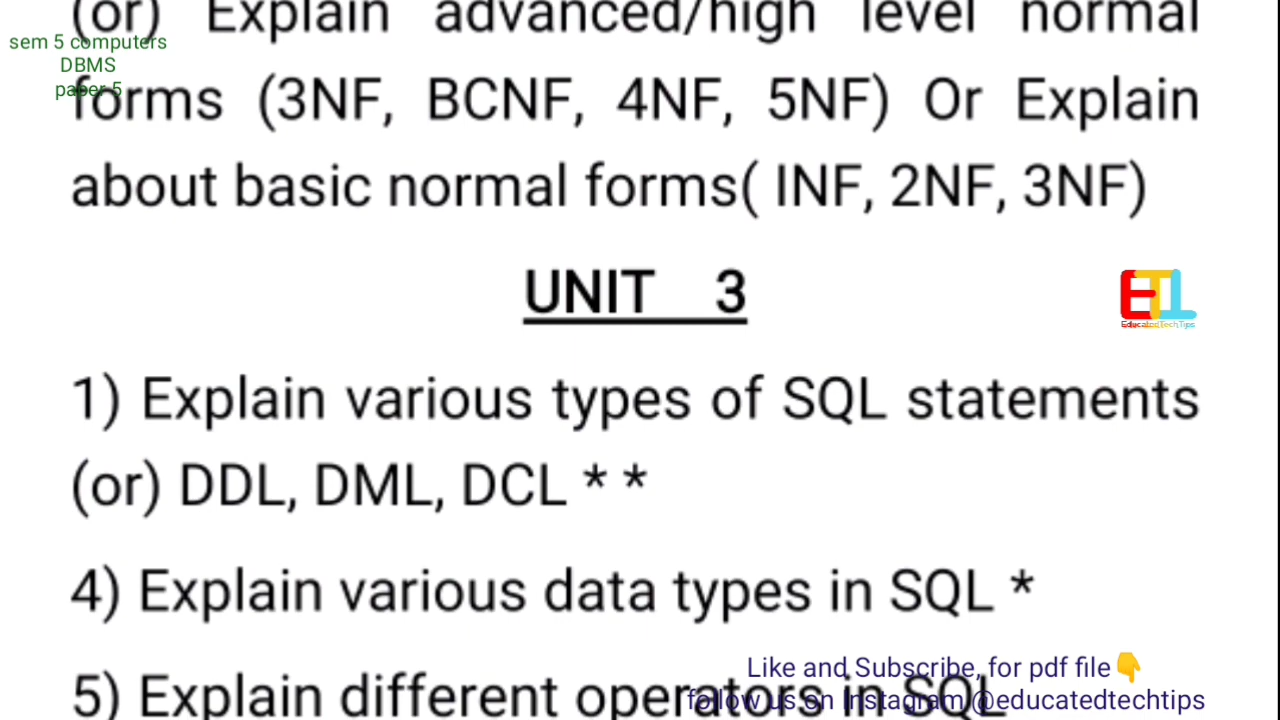 (or) Explain advanced/high level normal
sem 5 computers
DBMS
paper 5
forms (3NF, BCNF, 4NF, 5NF) Or Explain
about basic normal forms( INF, 2NF, 3NF)
UNIT 3
ETL
EducatedTechTips
1) Explain various types of SQL statements
(or) DDL, DML, DCL * *
4) Explain various data types in SQL *
5) Explain different operators in SQL
Like and Subscribe, for pdf file👇
follow us on Instagram @educatedtechtips